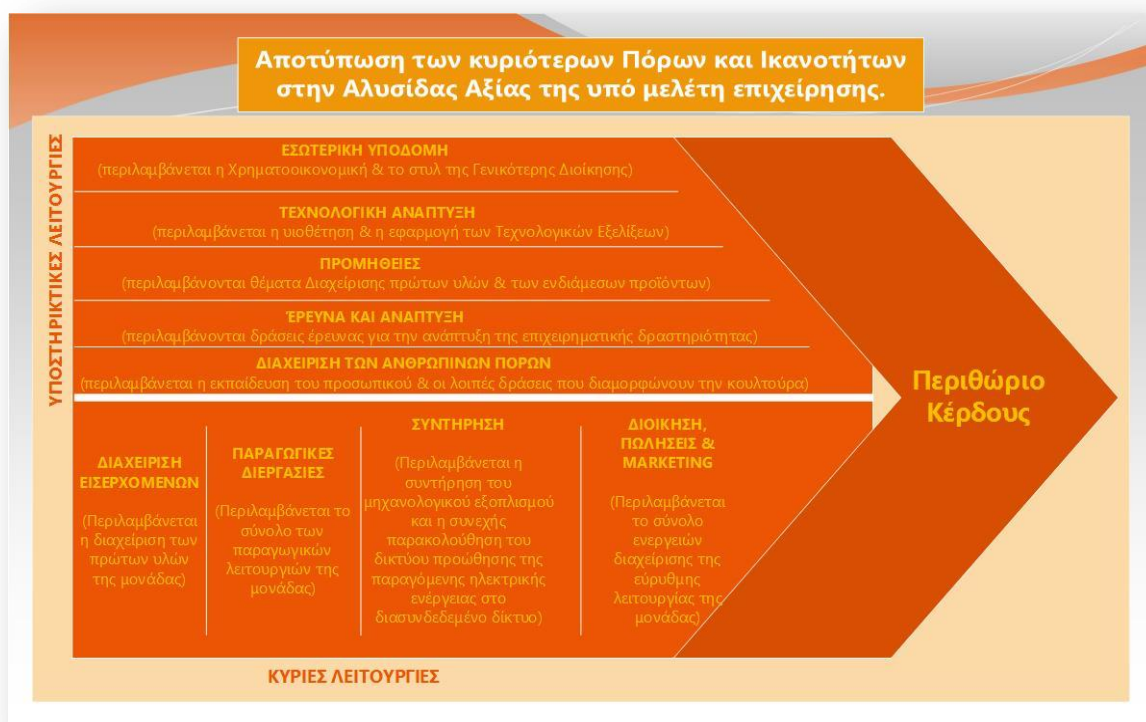 Αποτύπωση των κυριότερων Πόρων και Ικανοτήτων
στην Αλυσίδας Αξίας της υπό μελέτη επιχείρησης.
ΥΠΟΣΤΗΡΙΚΤΙΚΕΣ ΛΕΙΤΟΥΡΓΙΕΣ
ΕΣΩΤΕΡΙΚΗ ΥΠΟΔΟΜΗ
(περιλαμβάνεται η Χρηματοοικονομική & το στυλ της Γενικότερης Διοίκησης)
ΤΕΧΝΟΛΟΓΙΚΗ ΑΝΑΠΤΥΞΗ
(περιλαμβάνεται η υιοθέτηση & η εφαρμογή των Τεχνολογικών Εξελίξεων)
ΠΡΟΜΗΘΕΙΕΣ
(περιλαμβάνονται θέματα Διαχείρισης πρώτων υλών & των ενδιάμεσων προϊόντων)
ΈΡΕΥΝΑ ΚΑΙ ΑΝΑΠΤΥΞΗ
(περιλαμβάνονται δράσεις έρευνας για την ανάπτυξη της επιχειρηματικής δραστηριότητας)
ΔΙΑΧΕΙΡΙΣΗ ΤΩΝ ΑΝΘΡΩΠΙΝΩΝ ΠΟΡΩΝ
(περιλαμβάνεται η εκπαίδευση του προσωπικού & οι λοιπές δράσεις που διαμορφώνουν την κουλτούρα)
ΔΙΑΧΕΙΡΙΣΗ
ΕΙΣΕΡΧΟΜΕΝΩΝ
(Περιλαμβάνεται
η διαχείριση των
πρώτων υλών
της μονάδας)
ΠΑΡΑΓΩΓΙΚΕΣ
ΔΙΕΡΓΑΣΙΕΣ
(Περιλαμβάνεται το
σύνολο των
παραγωγικών
λειτουργιών της
μονάδας)
ΣΥΝΤΗΡΗΣΗ
(Περιλαμβάνεται η
συντήρηση του
μηχανολογικού εξοπλισμού
και η συνεχής
παρακολούθηση του
δικτύου προώθησης της
παραγόμενης ηλεκτρικής
ενέργειας στο
διασυνδεδεμένο δίκτυο)
ΔΙΟΙΚΗΣΗ,
ΠΩΛΗΣΕΙΣ &
MARKETING
(Περιλαμβάνεται
το σύνολο
ενεργειών
διαχείρισης της
εύρυθμης
λειτουργίας της
μονάδας)
Περιθώριο
Κέρδους
ΚΥΡΙΕΣ ΛΕΙΤΟΥΡΓΙΕΣ